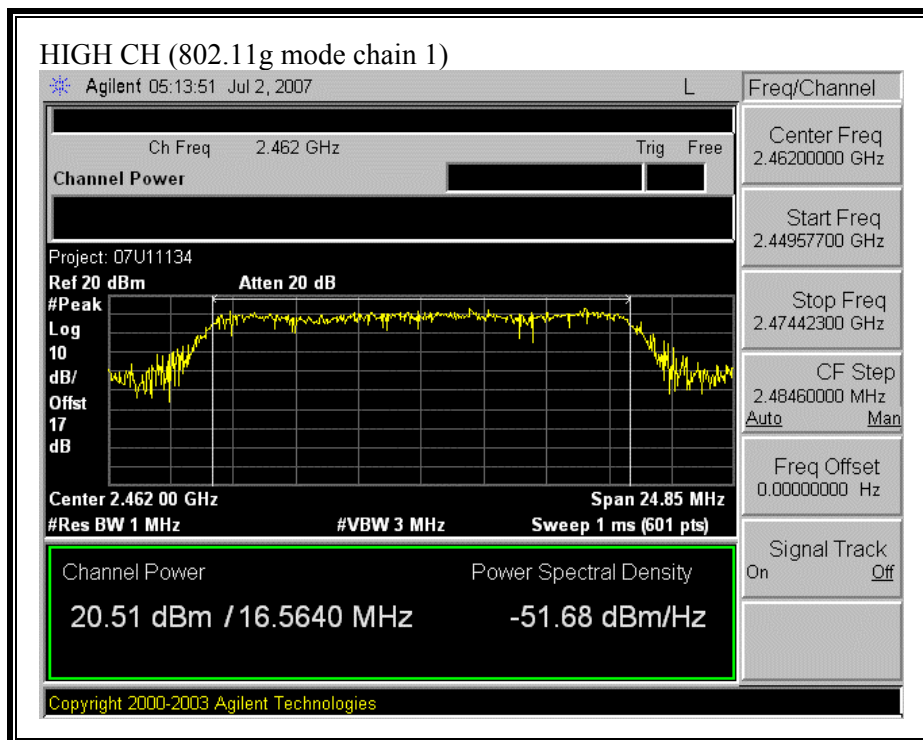 HIGH CH (802.11g mode chain 1)
Agilent 05:13:51 Jul 2, 2007 L
Freq/Channel
Ch Freq 2.462 GHz Trig Free
Channel Power
Center Freq
2.46200000 GHz
Start Freq
2.44957700 GHz
Stop Freq
2.47442300 GHz
CF Step
2.48460000 MHz
Auto Man
Freq Offset
0.00000000 Hz
Signal Track
On Off
Project: 07U11134
Ref 20 dBm Atten 20 dB
#Peak
Log
10
dB/
Offst
17
dB
Center 2.462 00 GHz Span 24.85 MHz
#Res BW 1 MHz #VBW 3 MHz Sweep 1 ms (601 pts)
Channel Power Power Spectral Density
20.51 dBm / 16.5640 MHz -51.68 dBm/Hz
Copyright 2000-2003 Agilent Technologies